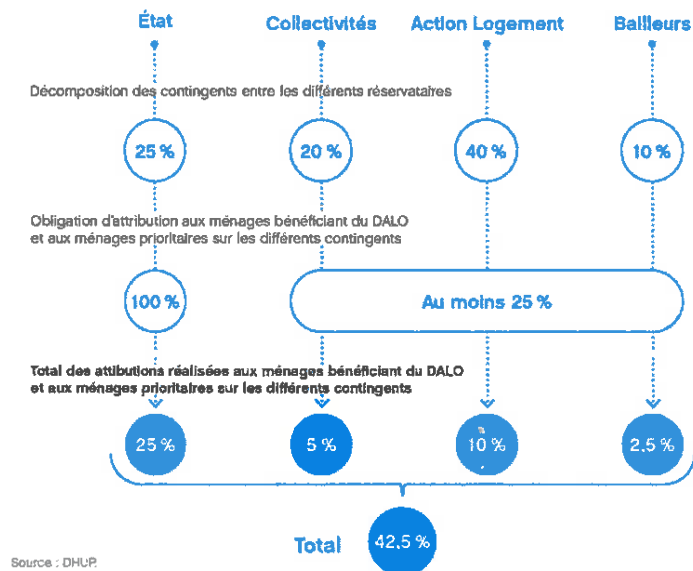 État Collectivités Action Logement Bailleurs
Décomposition des contingents entre les différents réservataires
25 % 20 % 40 % 10 %
Obligation d'attribution aux ménages bénéficiant du DALO
et aux ménages prioritaires sur les différents contingents
100 % Au moins 25 %
Total des attibutions réalisées aux ménages bénéficiant du DALO
et aux ménages prioritaires sur les différents contingents
25 % 5 % 10 % 2,5 %
Total 42,5 %
Source : DHUP.